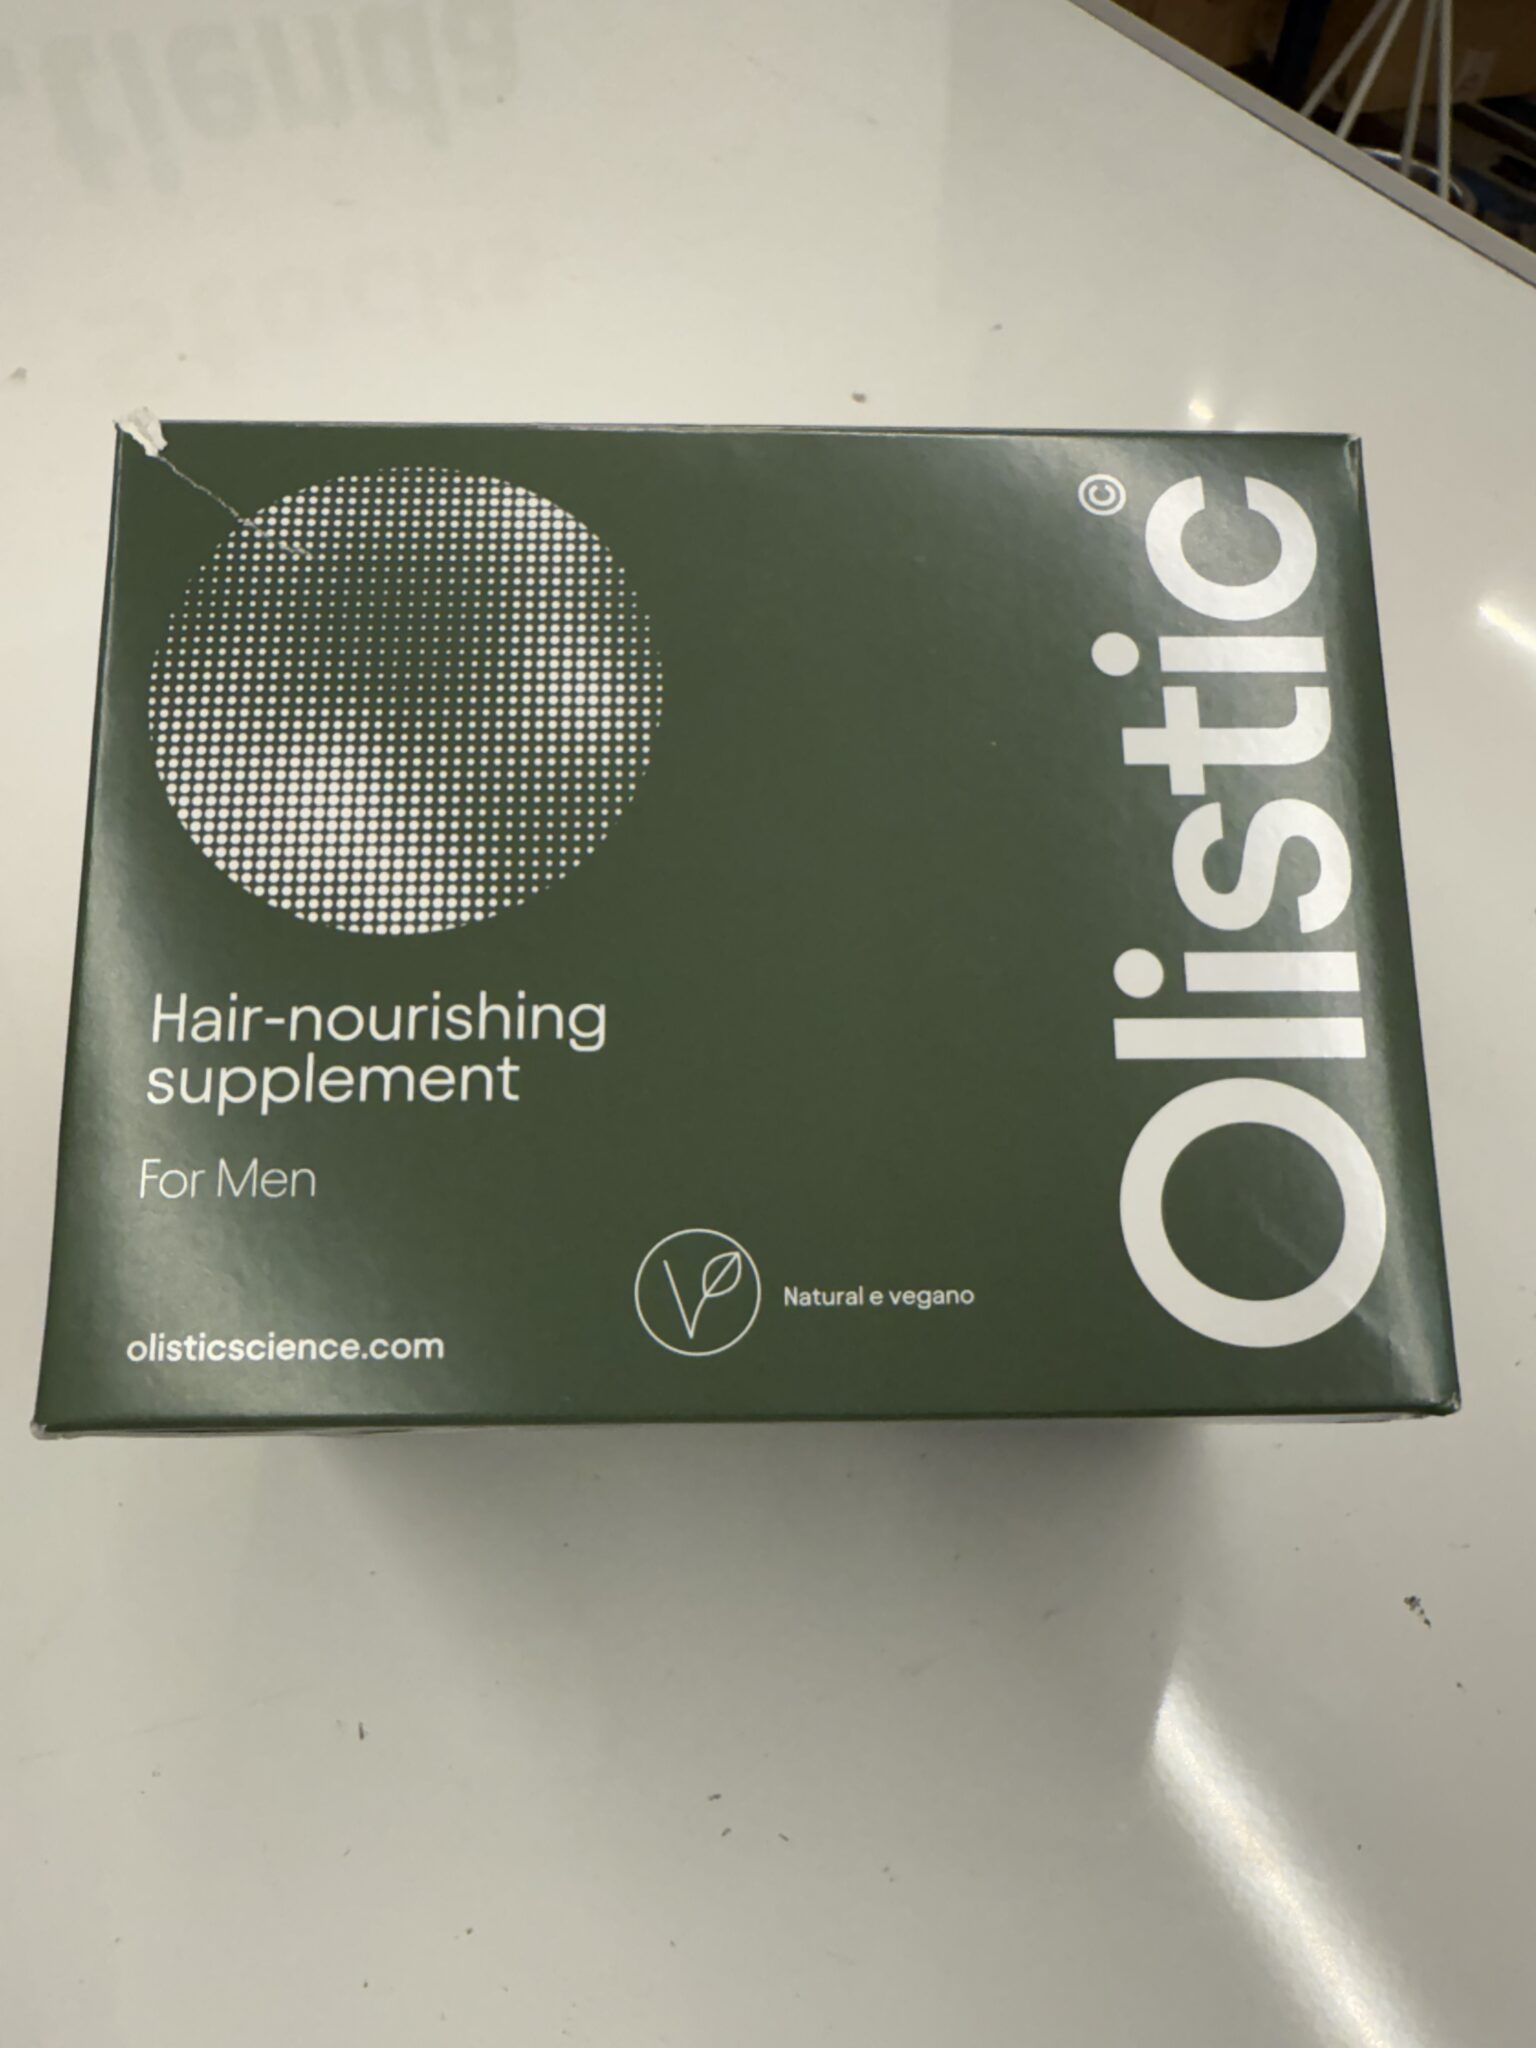 Olistic©
Hair-nourishing
supplement
For Men
Natural e vegano
olisticscience.com